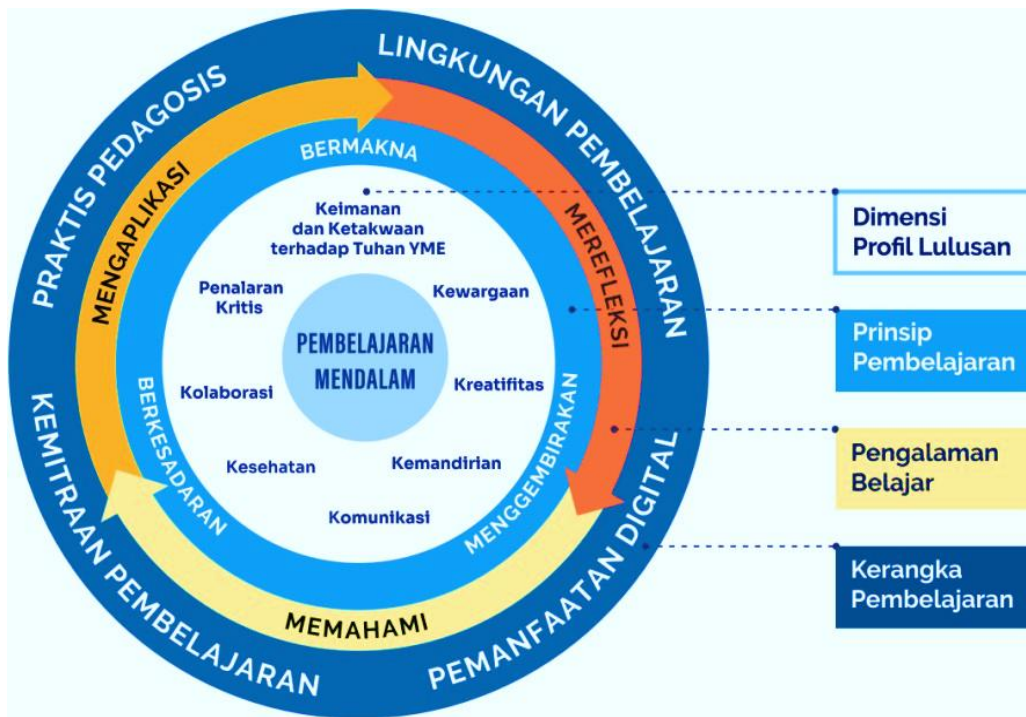 PRAKTIS PEDAGOSIS
LINGKUNGAN PEMBELAJARAN
PEMANFAATAN DIGITAL
KEMITRAAN PEMBELAJARAN
MENGAPLIKASI
MEREFLEKSI
MEMAHAMI
BERMAKNA
MENGGEMBIRAKAN
BERKESADARAN
Keimanan
dan Ketakwaan
terhadap Tuhan YME
Kewargaan
Kreatifitas
Kemandirian
Komunikasi
Kesehatan
Kolaborasi
Penalaran
Kritis
PEMBELAJARAN
MENDALAM
Dimensi
Profil Lulusan
Prinsip
Pembelajaran
Pengalaman
Belajar
Kerangka
Pembelajaran